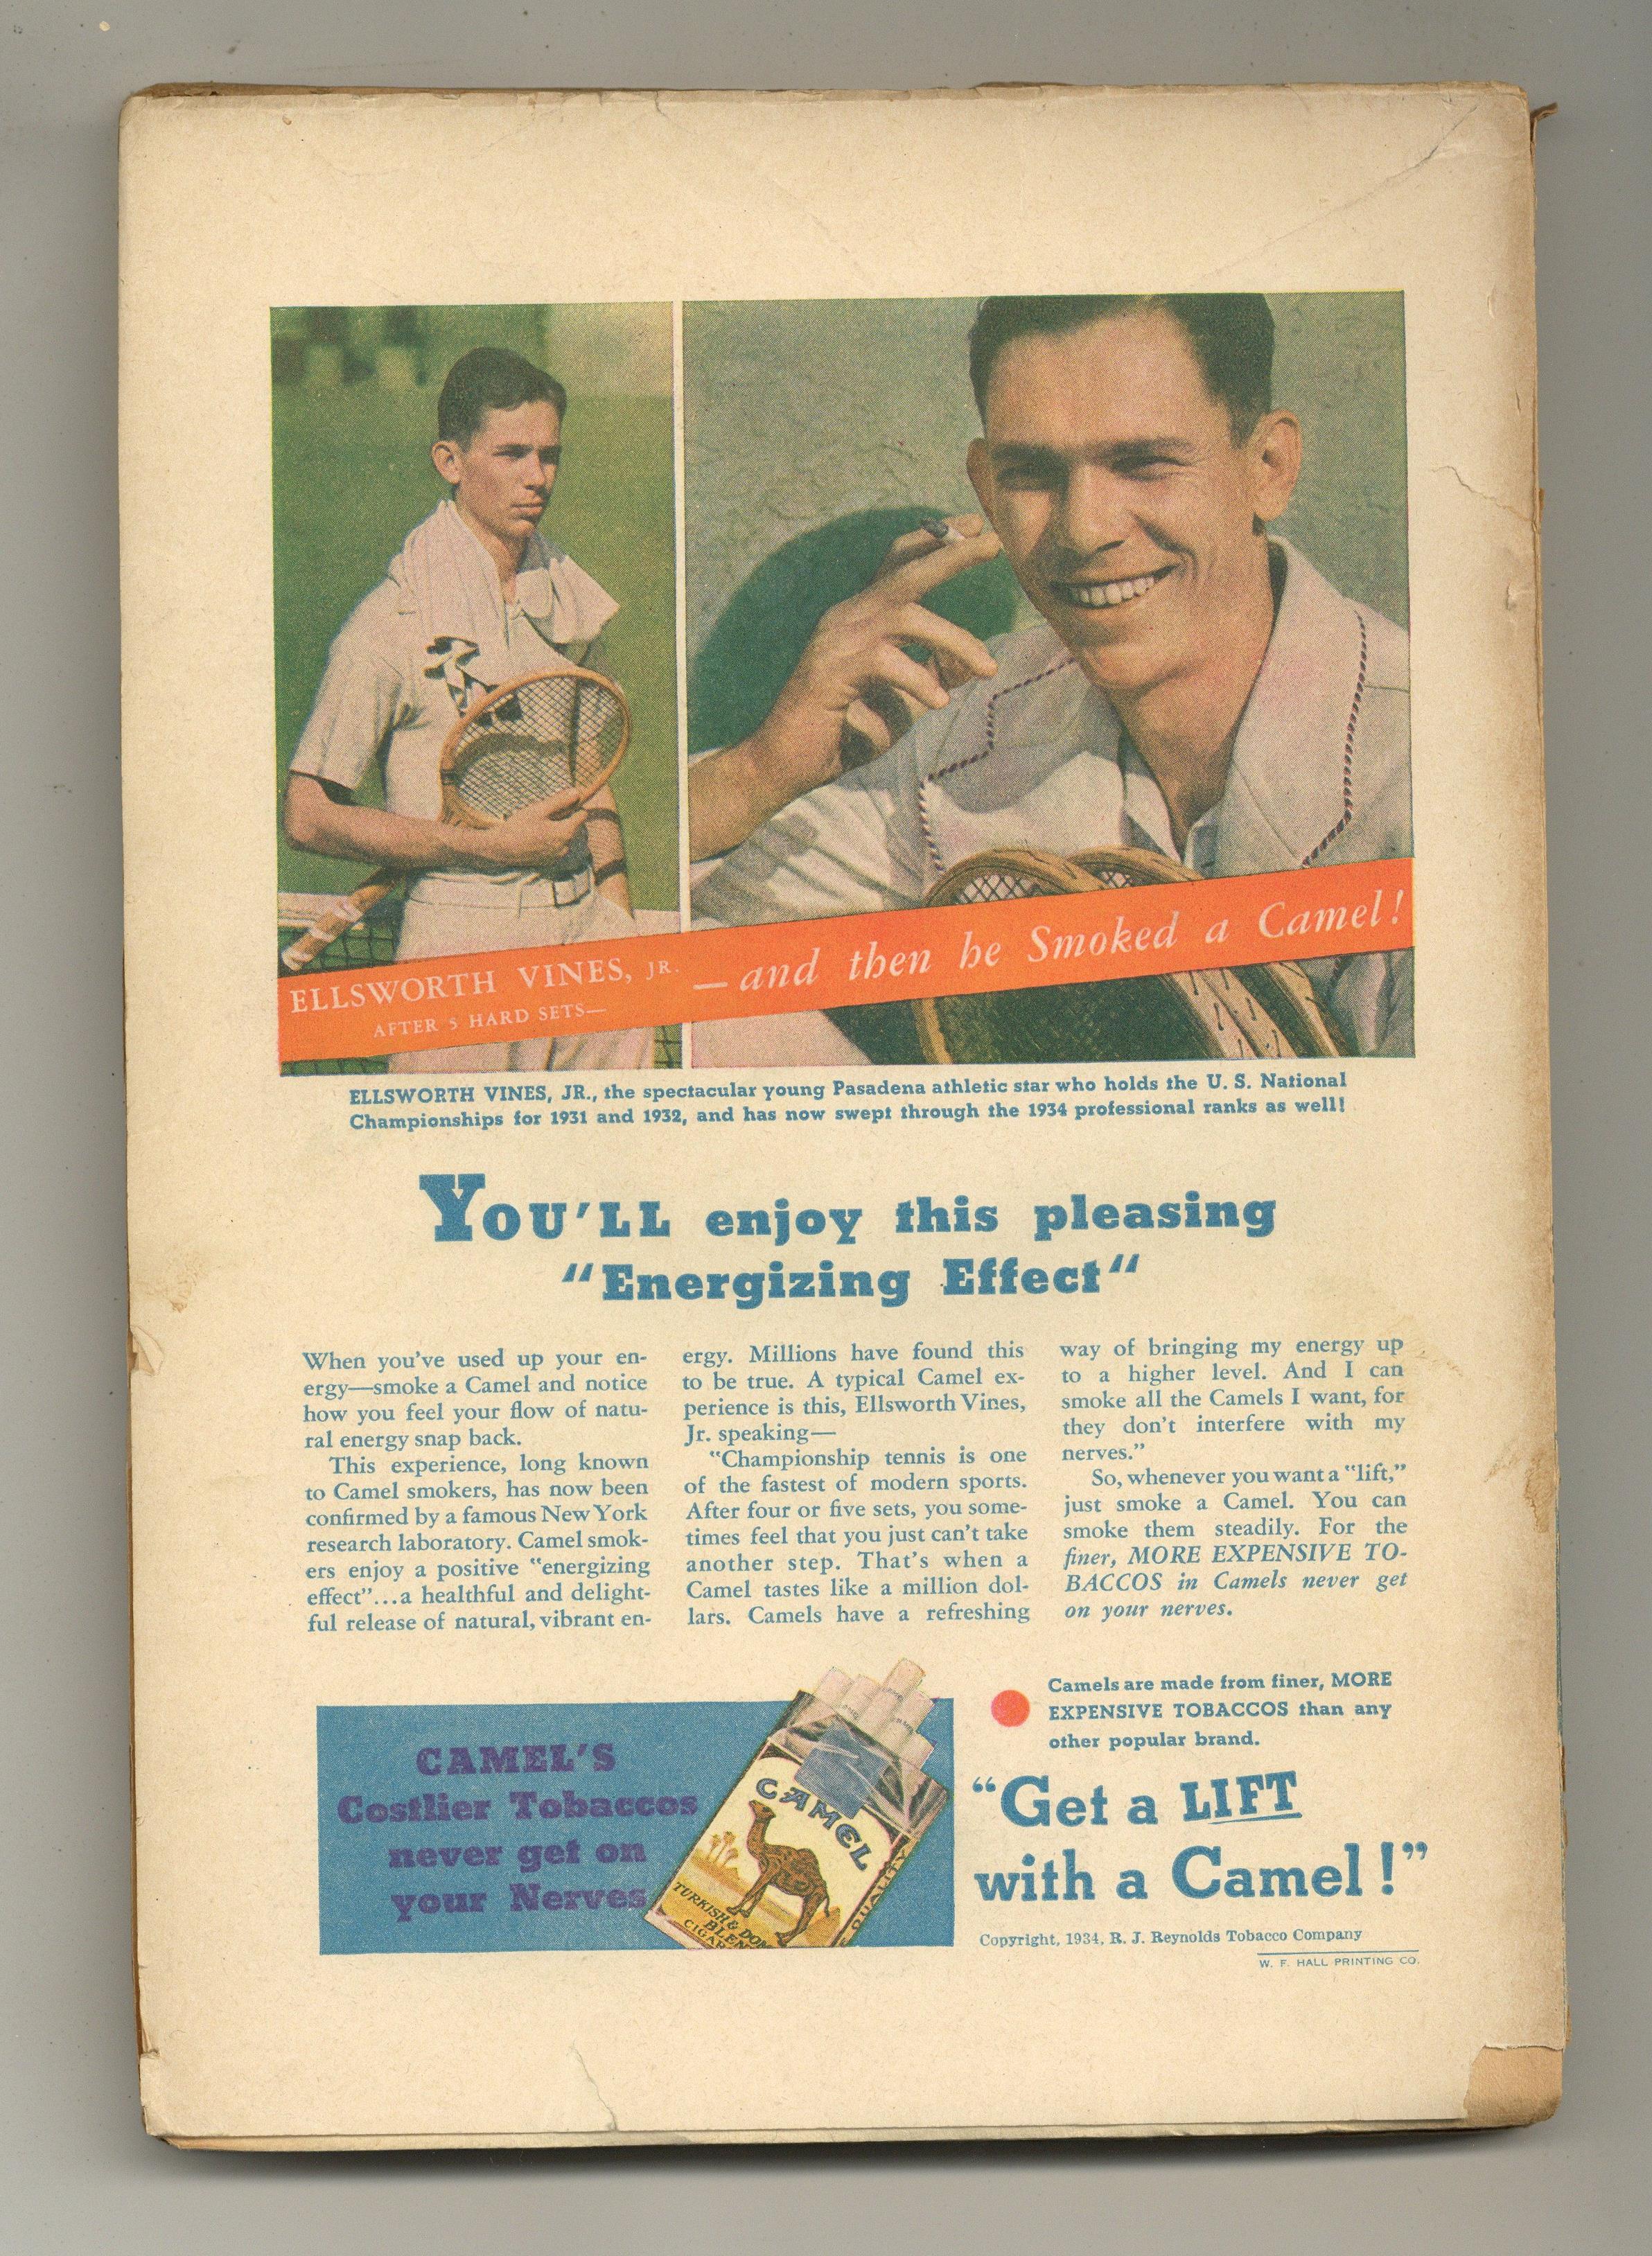 ELLSWORTH VINES, JR.
AFTER 5 HARD SETS—
—and then he Smoked a Camel!
ELLSWORTH VINES, JR., the spectacular young Pasadena athletic star who holds the U. S. National
Championships for 1931 and 1932, and has now swept through the 1934 professional ranks as well!
YOU'LL enjoy this pleasing
"Energizing Effect"
When you've used up your en-
ergy—smoke a Camel and notice
how you feel your flow of natu-
ral energy snap back.
This experience, long known
to Camel smokers, has now been
confirmed by a famous New York
research laboratory. Camel smok-
ers enjoy a positive "energizing
effect"...a healthful and delight-
ful release of natural, vibrant en-
ergy. Millions have found this
to be true. A typical Camel ex-
perience is this, Ellsworth Vines,
Jr. speaking—
"Championship tennis is one
of the fastest of modern sports.
After four or five sets, you some-
times feel that you just can't take
another step. That's when a
Camel tastes like a million dol-
lars. Camels have a refreshing
way of bringing my energy up
to a higher level. And I can
smoke all the Camels I want, for
they don't interfere with my
nerves."
So, whenever you want a "lift,"
just smoke a Camel. You can
smoke them steadily. For the
finer, MORE EXPENSIVE TO-
BACCOS in Camels never get
on your nerves.
CAMEL'S
Costlier Tobaccos
never get on
your Nerves
CAMEL
TURKISH & DOM
BLEN
CIGAR
QUALITY
Camels are made from finer, MORE
EXPENSIVE TOBACCOS than any
other popular brand.
"Get a LIFT
with a Camel!"
Copyright, 1934, R. J. Reynolds Tobacco Company
W. F. HALL PRINTING CO.